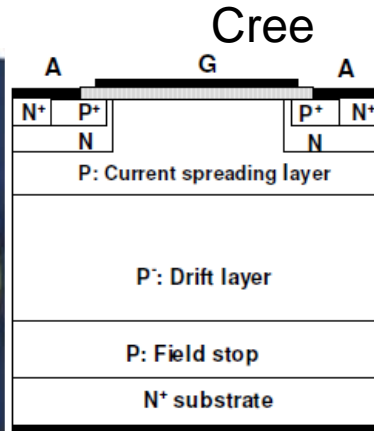 Cree
A G A
N⁺ P⁺ P⁺ N⁺
N N
P: Current spreading layer
P⁻: Drift layer
P: Field stop
N⁺ substrate